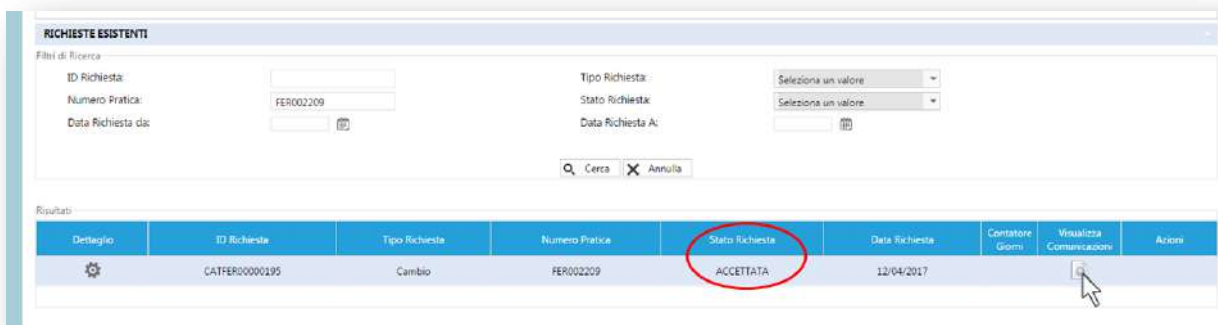 RICHIESTE ESISTENTI
Filtri di Ricerca
ID Richiesta: Tipo Richiesta: Seleziona un valore
Numero Pratica: FER002209 Stato Richiesta: Seleziona un valore
Data Richiesta da: Data Richiesta A:
Cerca Annulla
Risultati
Dettaglio ID Richiesta Tipo Richiesta Numero Pratica Stato Richiesta Data Richiesta Contatore Giorni Visualizza Comunicazioni Azioni
CATFER00000195 Cambio FER002209 ACCETTATA 12/04/2017